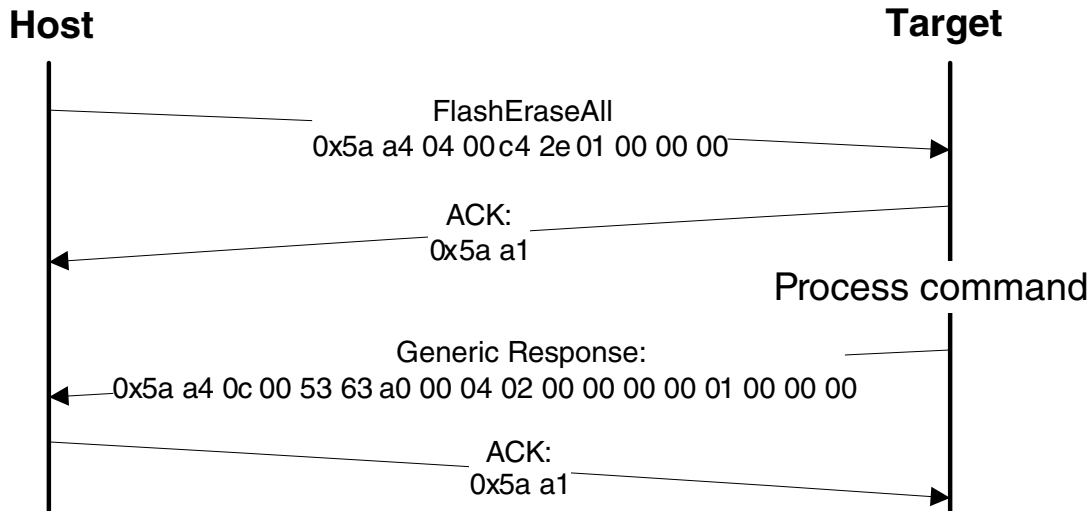 Host
Target
FlashEraseAll
0x5a a4 04 00 c4 2e 01 00 00 00
ACK:
0x5a a1
Process command
Generic Response:
0x5a a4 0c 00 53 63 a0 00 04 02 00 00 00 00 01 00 00 00
ACK:
0x5a a1